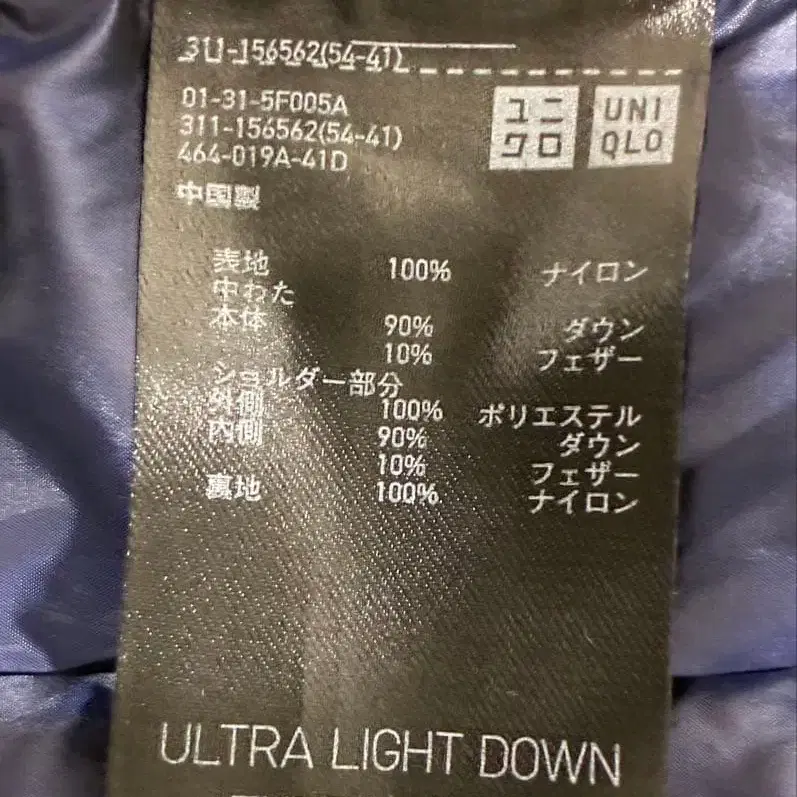 311-156562(54-41)
01-31-5F005A
311-156562(54-41)
464-019A-41D
ユニクロ
UNIQLO
中国製
表地 100% ナイロン
中わた
本体 90% ダウン
10% フェザー
ショルダー部分
外側 100% ポリエステル
内側 90% ダウン
10% フェザー
裏地 100% ナイロン
ULTRA LIGHT DOWN